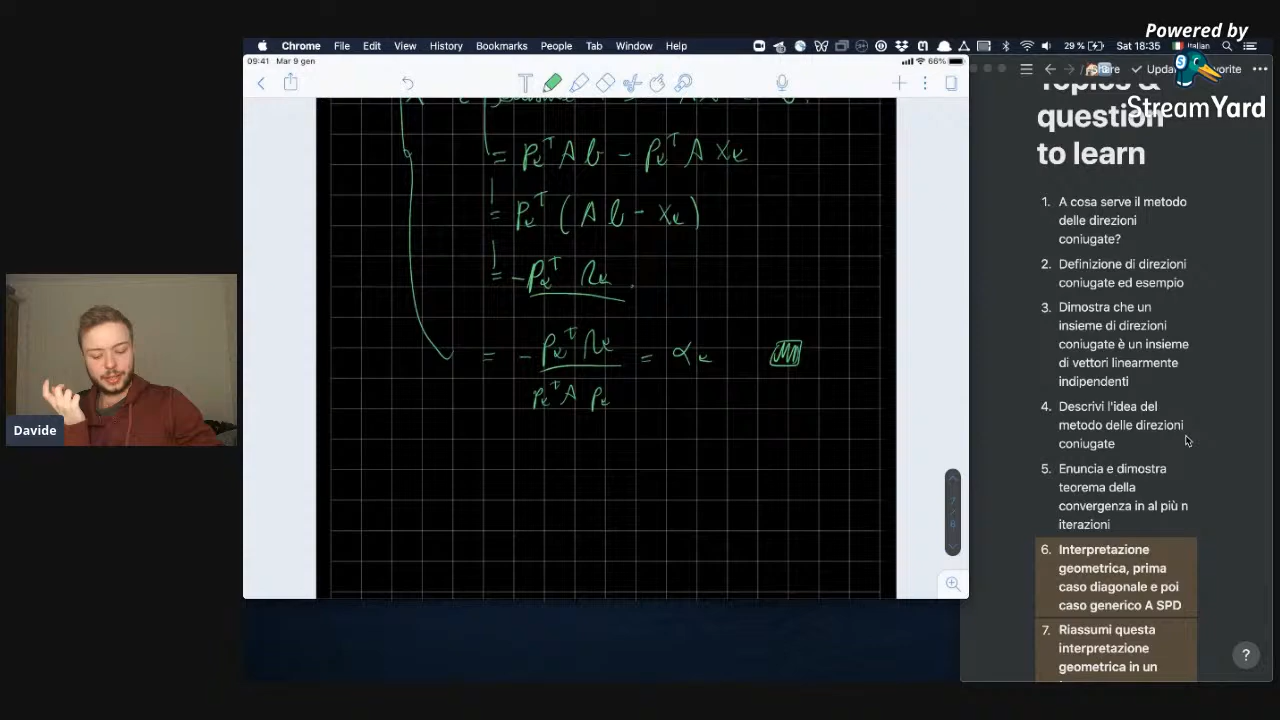 Powered by
StreamYard
Chrome File Edit View History Bookmarks People Tab Window Help
29 % Sat 18:35 Italian
09:41 Mar 9 gen
66%
Topics &
question
to learn
= pₖᵀ A b - pₖᵀ A xₖ
= pₖᵀ ( A b - xₖ )
= - pₖᵀ rₖ .
= - pₖᵀ rₖ / pₖᵀ A pₖ = αₖ
Davide
1. A cosa serve il metodo
delle direzioni
coniugate?
2. Definizione di direzioni
coniugate ed esempio
3. Dimostra che un
insieme di direzioni
coniugate è un insieme
di vettori linearmente
indipendenti
4. Descrivi l'idea del
metodo delle direzioni
coniugate
5. Enuncia e dimostra
teorema della
convergenza in al più n
iterazioni
6. Interpretazione
geometrica, prima
caso diagonale e poi
caso generico A SPD
7. Riassumi questa
interpretazione
geometrica in un
?